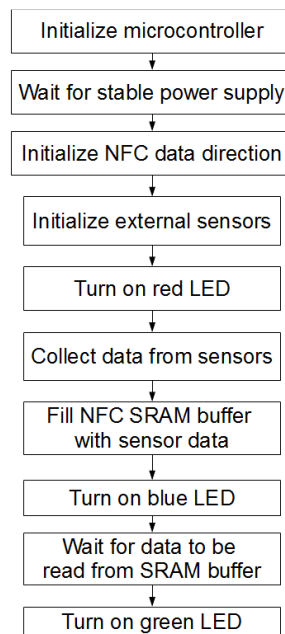 Initialize microcontroller
Wait for stable power supply
Initialize NFC data direction
Initialize external sensors
Turn on red LED
Collect data from sensors
Fill NFC SRAM buffer
with sensor data
Turn on blue LED
Wait for data to be
read from SRAM buffer
Turn on green LED